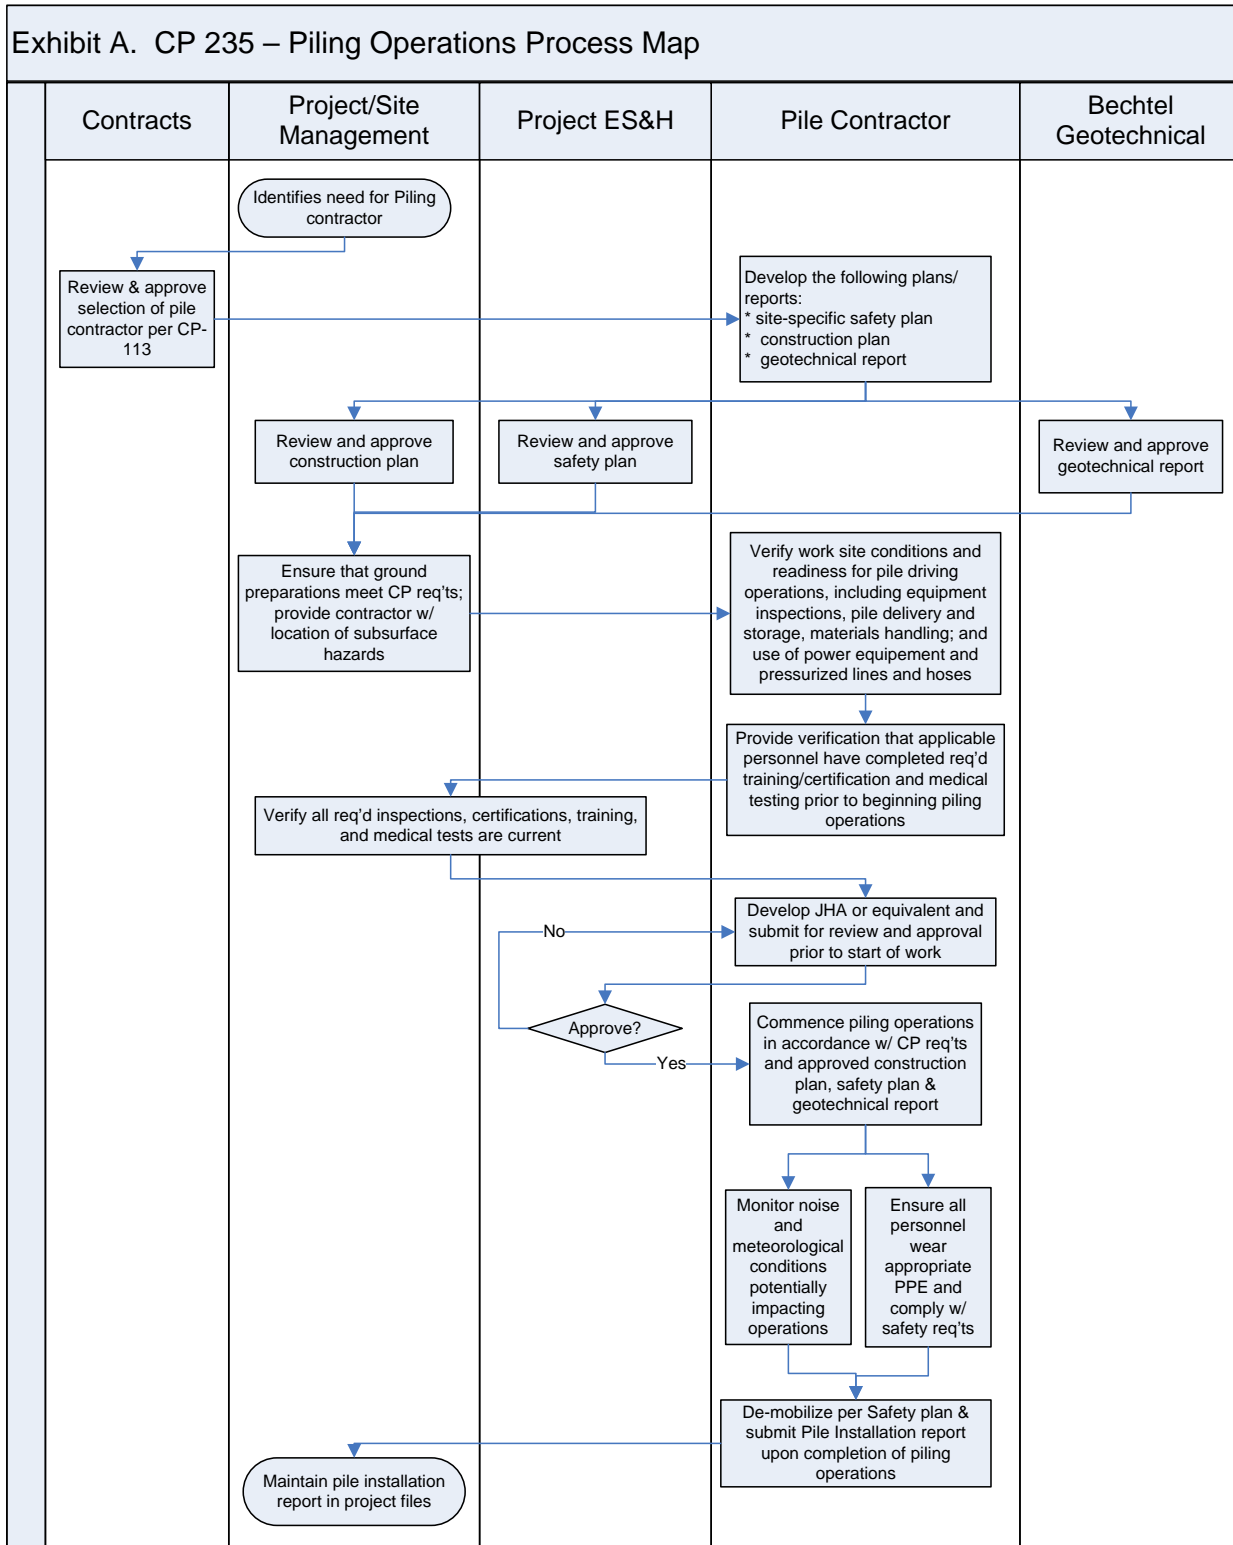 Exhibit A.  CP 235 – Piling Operations Process Map
Contracts
Project/Site
Management
Project ES&H
Pile Contractor
Bechtel
Geotechnical
Identifies need for Piling
contractor
Review & approve
selection of pile
contractor per CP-
113
Develop the following plans/
reports:
* site-specific safety plan
*  construction plan
*  geotechnical report
Review and approve
construction plan
Review and approve
safety plan
Review and approve
geotechnical report
Ensure that ground
preparations meet CP req’ts;
provide contractor w/
location of subsurface
hazards
Verify work site conditions and
readiness for pile driving
operations, including equipment
inspections, pile delivery and
storage, materials handling; and
use of power equipement and
pressurized lines and hoses
Provide verification that applicable
personnel have completed req’d
training/certification and medical
testing prior to beginning piling
operations
Verify all req’d inspections, certifications, training,
and medical tests are current
Develop JHA or equivalent and
submit for review and approval
prior to start of work
No
Approve?
Yes
Commence piling operations
in accordance w/ CP req’ts
and approved construction
plan, safety plan &
geotechnical report
Monitor noise
and
meteorological
conditions
potentially
impacting
operations
Ensure all
personnel
wear
appropriate
PPE and
comply w/
safety req’ts
De-mobilize per Safety plan &
submit Pile Installation report
upon completion of piling
operations
Maintain pile installation
report in project files